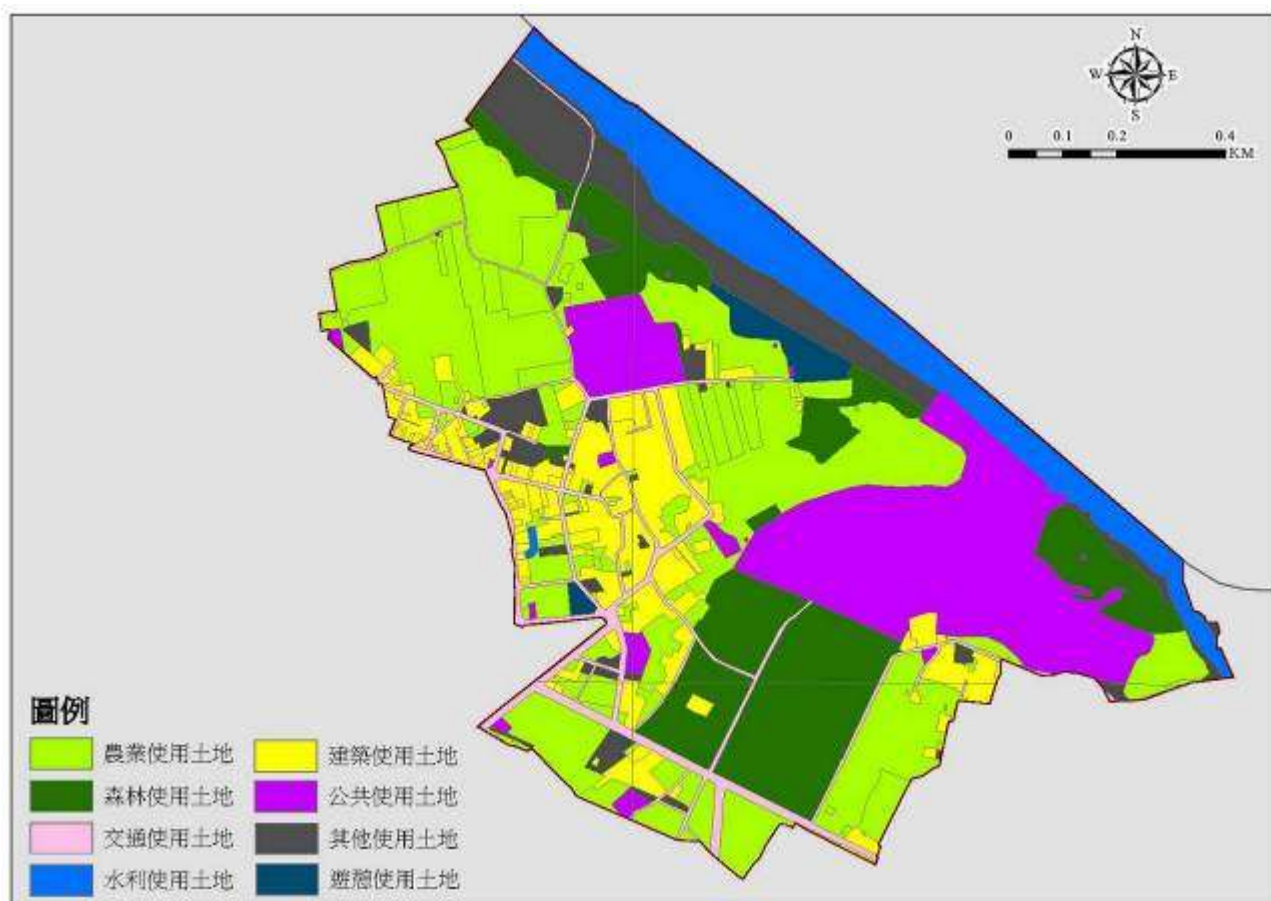 N
W E
S
0 0.1 0.2 0.4
KM
圖例
農業使用土地 建築使用土地
森林使用土地 公共使用土地
交通使用土地 其他使用土地
水利使用土地 遊憩使用土地